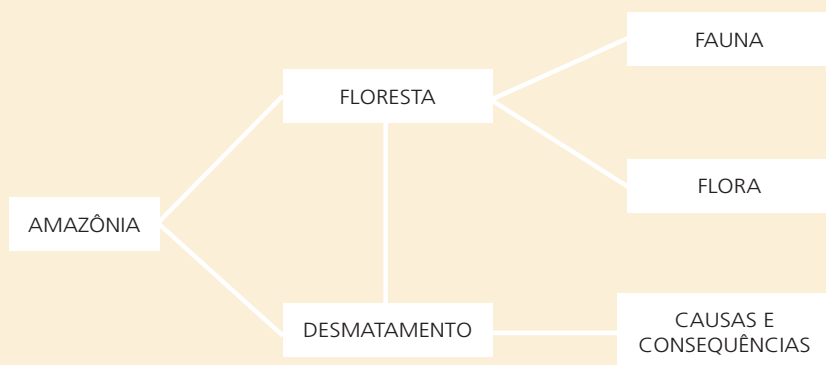 FAUNA
FLORESTA
FLORA
AMAZÔNIA
DESMATAMENTO
CAUSAS E
CONSEQUÊNCIAS